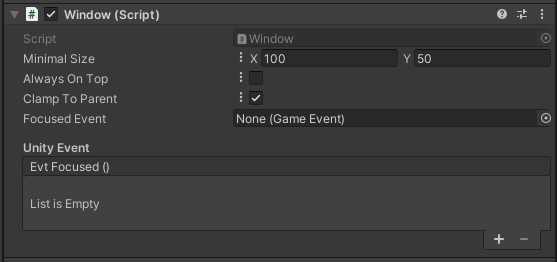 Window (Script)
Script Window
Minimal Size X 100 Y 50
Always On Top
Clamp To Parent
Focused Event None (Game Event)
Unity Event
Evt Focused ()
List is Empty